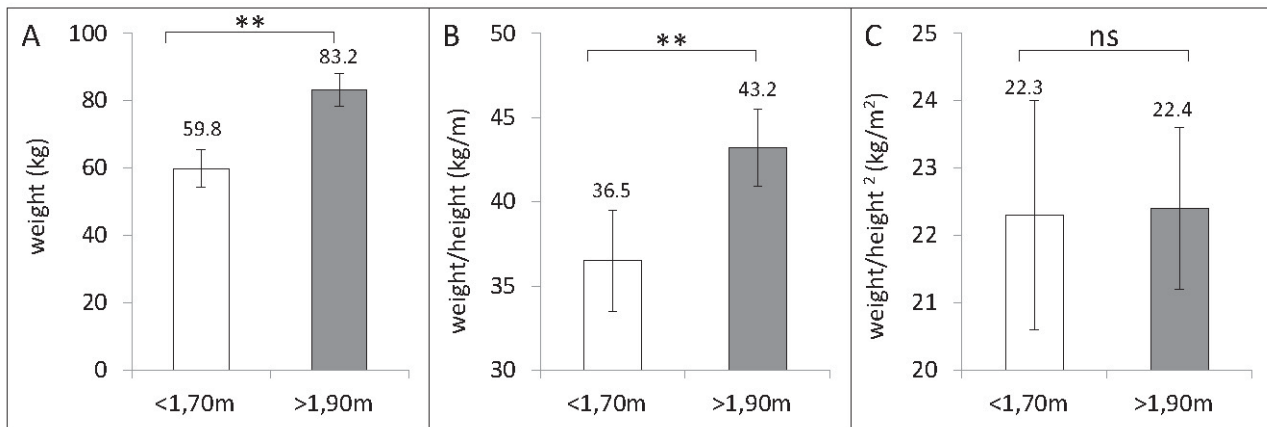 A
weight (kg)
100
80
60
40
20
0
**
59.8
83.2
<1,70m >1,90m
B
weight/height (kg/m)
50
45
40
35
30
**
36.5
43.2
<1,70m >1,90m
C
weight/height ² (kg/m²)
25
24
23
22
21
20
ns
22.3
22.4
<1,70m >1,90m